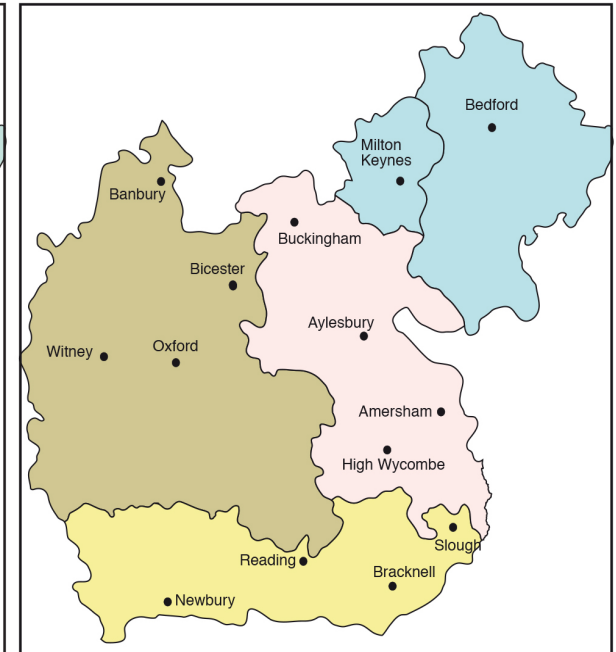 Bedford
Milton
Keynes
Banbury
Buckingham
Bicester
Aylesbury
Witney
Oxford
Amersham
High Wycombe
Slough
Reading
Bracknell
Newbury